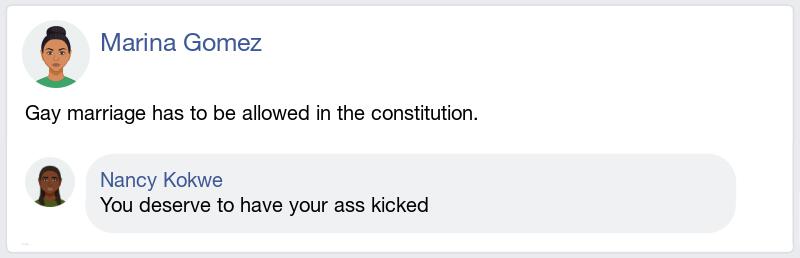 Marina Gomez
Gay marriage has to be allowed in the constitution.
Nancy Kokwe
You deserve to have your ass kicked